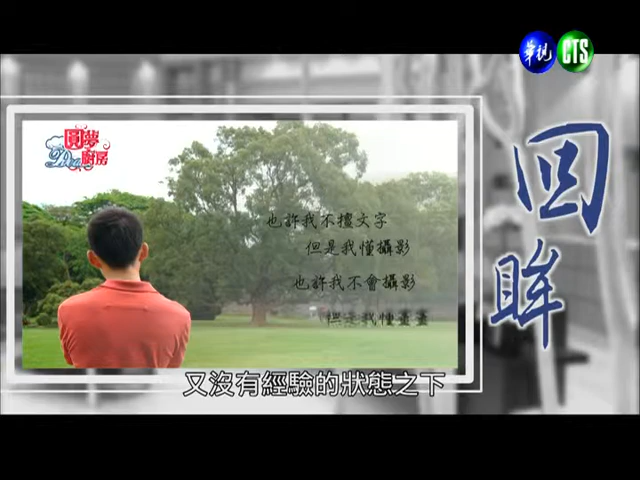 華視 CTS
回眸
圓夢廚房
也許我不擅文字
但是我懂攝影
也許我不會攝影
但是我懂畫畫
又沒有經驗的狀態之下